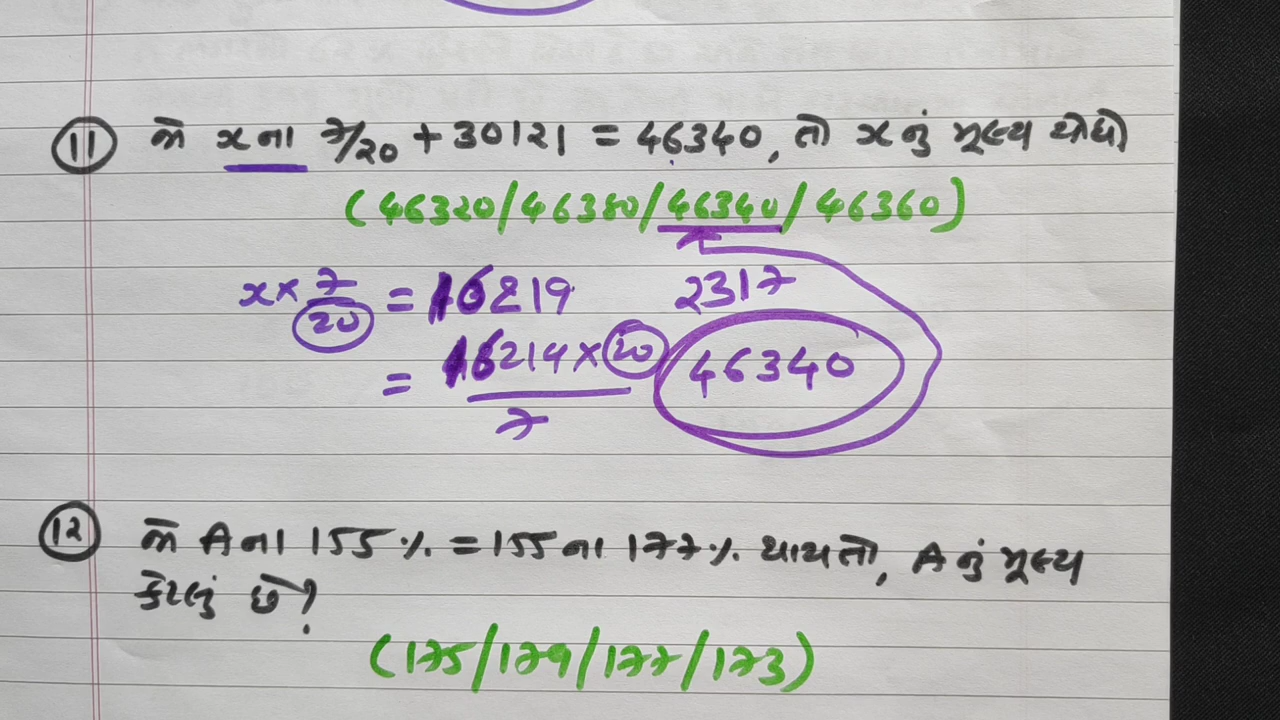 11 જો xના 7/20 + 30121 = 46340, તો xનું મૂલ્ય શોધો
(46320/46380/46340/46360)
x × 7/20 = 16219 2317
= 16219 × 20 / 7 46340
12 જો Aના 155% = 155ના 177% થાય તો, Aનું મૂલ્ય
કેટલું છે?
(175/179/177/173)